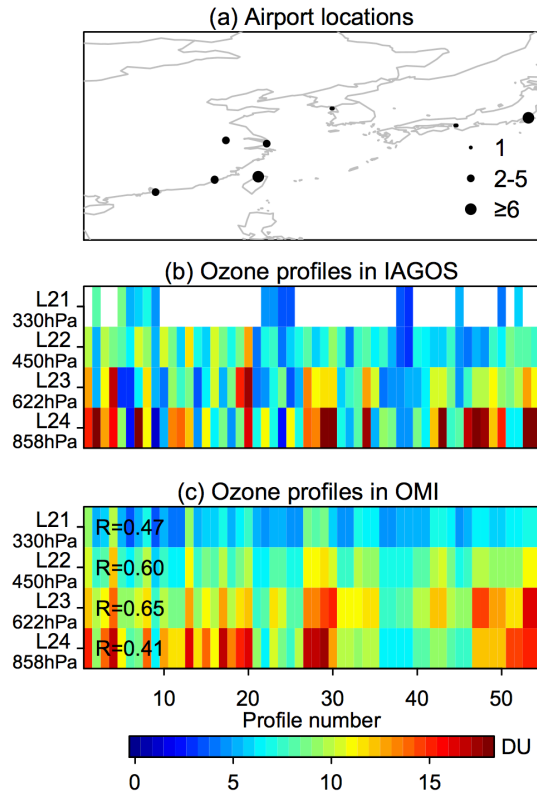 (a) Airport locations
1
2-5
≥6
(b) Ozone profiles in IAGOS
L21
330hPa
L22
450hPa
L23
622hPa
L24
858hPa
(c) Ozone profiles in OMI
L21 R=0.47
330hPa
L22 R=0.60
450hPa
L23 R=0.65
622hPa
L24 R=0.41
858hPa
10 20 30 40 50
Profile number
DU
0 5 10 15